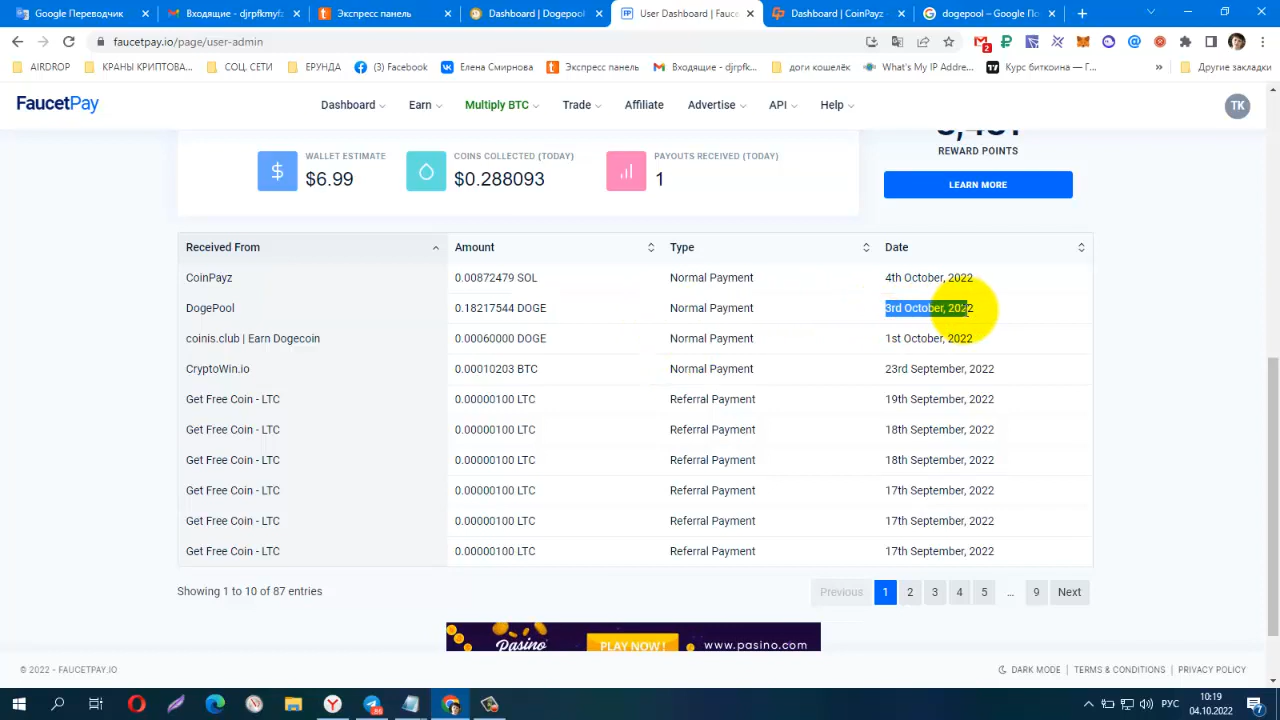 Google Переводчик
Входящие - djrpfkmyf
Экспресс панель
Dashboard | Dogepool
User Dashboard | Fauce
Dashboard | CoinPayz
dogepool – Google По
faucetpay.io/page/user-admin
2
AIRDROP
КРАНЫ КРИПТОВА...
СОЦ. СЕТИ
ЕРУНДА
(3) Facebook
Елена Смирнова
Экспресс панель
Входящие - djrpfk...
доги кошелёк
What's My IP Addre...
Курс биткоина — Г...
»
Другие закладки
FaucetPay
Dashboard
Earn
Multiply BTC
Trade
Affiliate
Advertise
API
Help
TK
WALLET ESTIMATE
$6.99
COINS COLLECTED (TODAY)
$0.288093
PAYOUTS RECEIVED (TODAY)
1
REWARD POINTS
LEARN MORE
Received From Amount Type Date
CoinPayz 0.00872479 SOL Normal Payment 4th October, 2022
DogePool 0.18217544 DOGE Normal Payment 3rd October, 2022
coinis.club | Earn Dogecoin 0.00060000 DOGE Normal Payment 1st October, 2022
CryptoWin.io 0.00010203 BTC Normal Payment 23rd September, 2022
Get Free Coin - LTC 0.00000100 LTC Referral Payment 19th September, 2022
Get Free Coin - LTC 0.00000100 LTC Referral Payment 18th September, 2022
Get Free Coin - LTC 0.00000100 LTC Referral Payment 18th September, 2022
Get Free Coin - LTC 0.00000100 LTC Referral Payment 17th September, 2022
Get Free Coin - LTC 0.00000100 LTC Referral Payment 17th September, 2022
Get Free Coin - LTC 0.00000100 LTC Referral Payment 17th September, 2022
Showing 1 to 10 of 87 entries
Previous 1 2 3 4 5 ... 9 Next
Pasino PLAY NOW! www.pasino.com
© 2022 - FAUCETPAY.IO
DARK MODE | TERMS & CONDITIONS | PRIVACY POLICY
РУС
10:19
04.10.2022